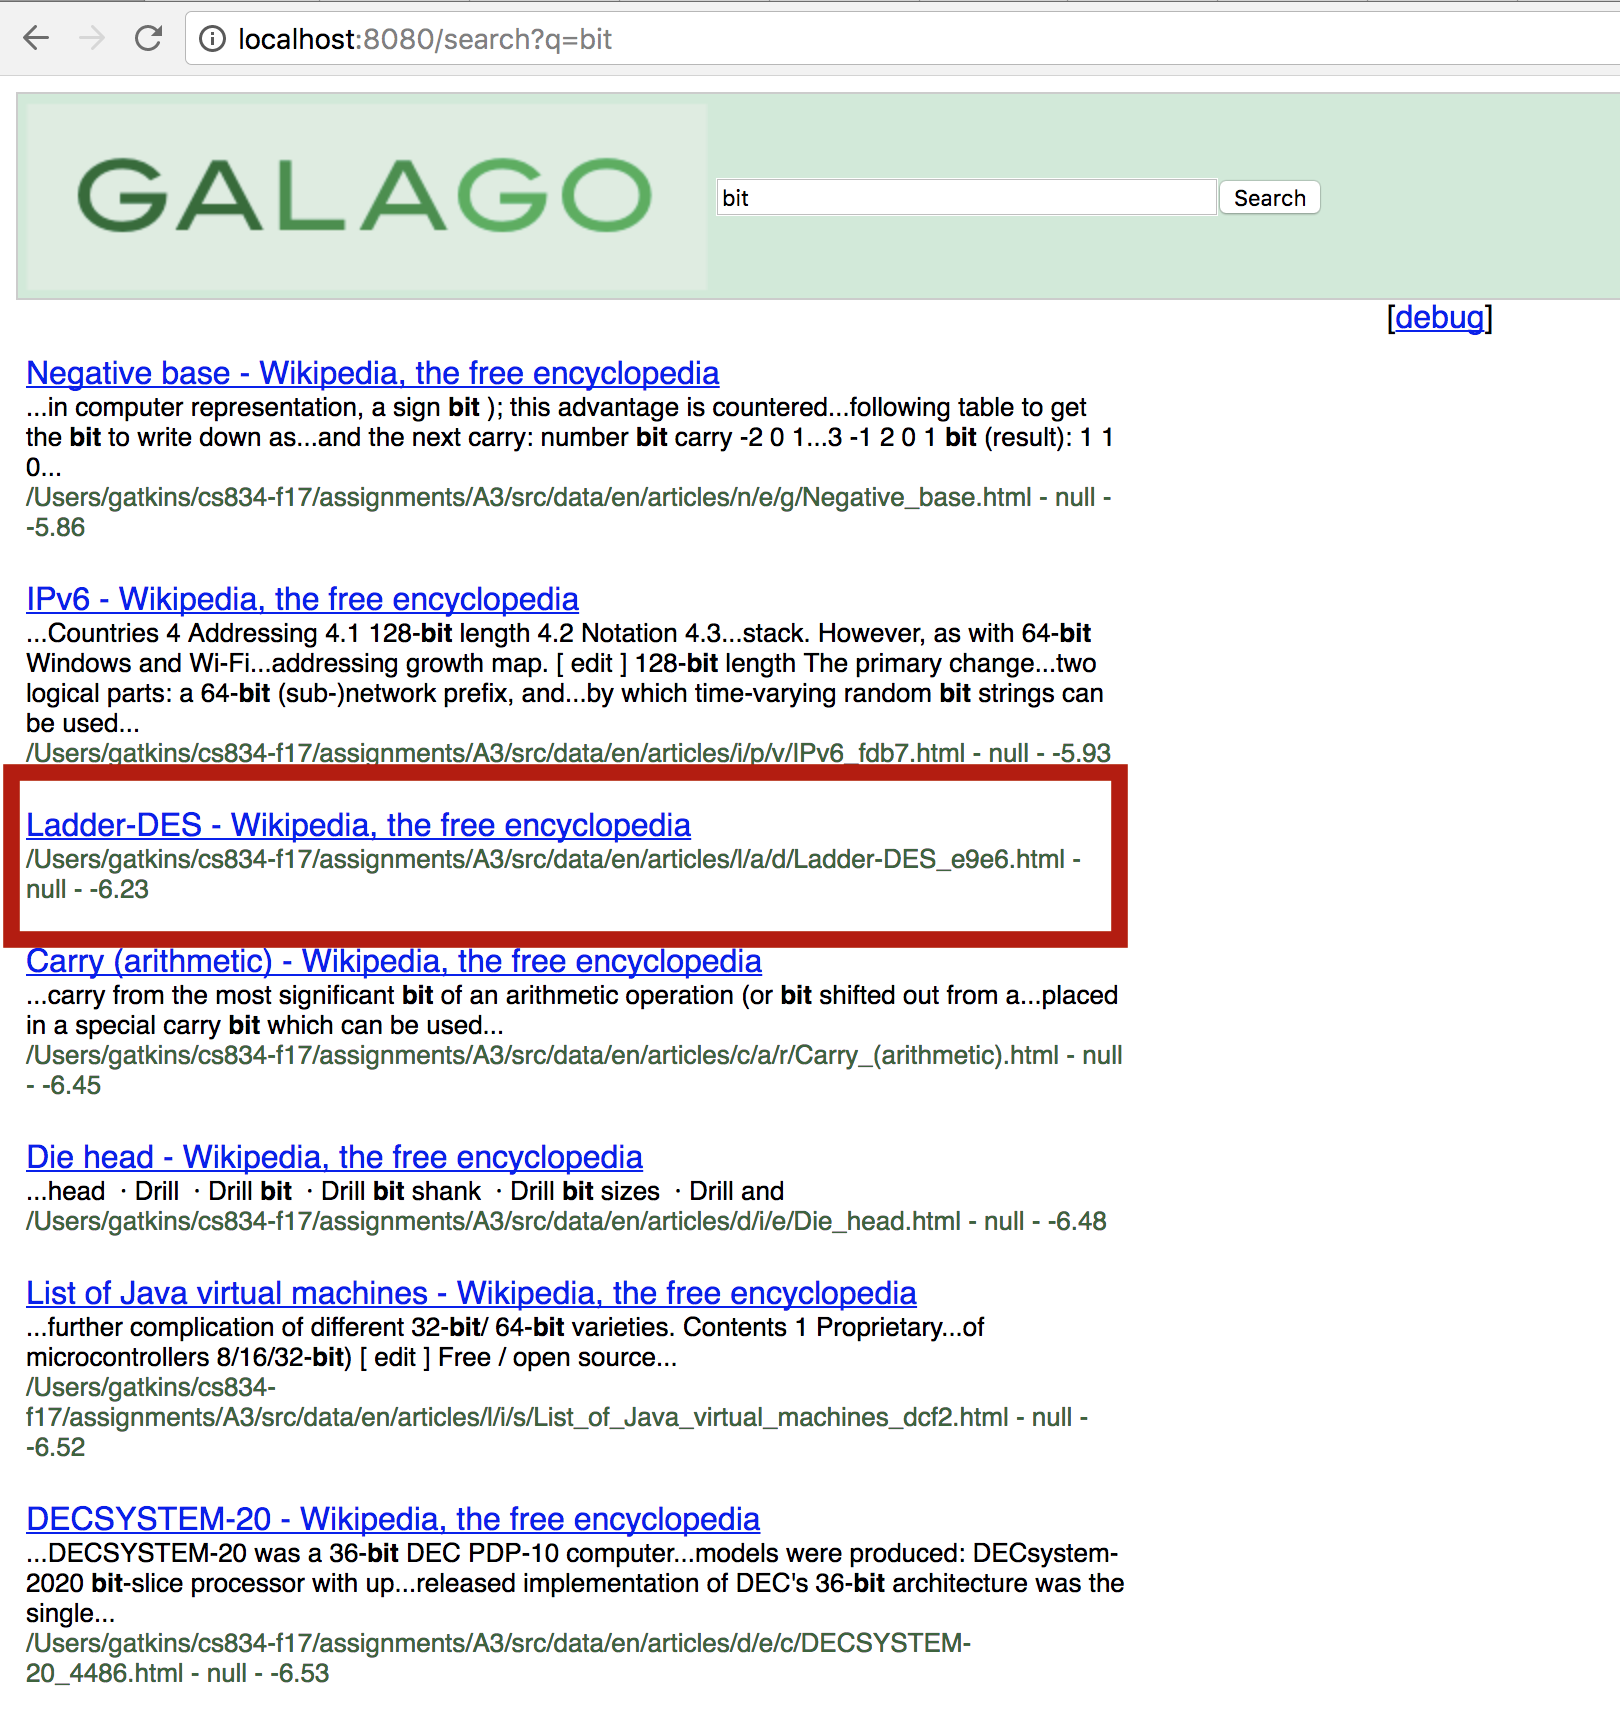 localhost:8080/search?q=bit
GALAGO
bit
Search
[debug]
Negative base - Wikipedia, the free encyclopedia
...in computer representation, a sign bit ); this advantage is countered...following table to get
the bit to write down as...and the next carry: number bit carry -2 0 1...3 -1 2 0 1 bit (result): 1 1
0...
/Users/gatkins/cs834-f17/assignments/A3/src/data/en/articles/n/e/g/Negative_base.html - null -
-5.86
IPv6 - Wikipedia, the free encyclopedia
...Countries 4 Addressing 4.1 128-bit length 4.2 Notation 4.3...stack. However, as with 64-bit
Windows and Wi-Fi...addressing growth map. [ edit ] 128-bit length The primary change...two
logical parts: a 64-bit (sub-)network prefix, and...by which time-varying random bit strings can
be used...
/Users/gatkins/cs834-f17/assignments/A3/src/data/en/articles/i/p/v/IPv6_fdb7.html - null - -5.93
Ladder-DES - Wikipedia, the free encyclopedia
/Users/gatkins/cs834-f17/assignments/A3/src/data/en/articles/l/a/d/Ladder-DES_e9e6.html -
null - -6.23
Carry (arithmetic) - Wikipedia, the free encyclopedia
...carry from the most significant bit of an arithmetic operation (or bit shifted out from a...placed
in a special carry bit which can be used...
/Users/gatkins/cs834-f17/assignments/A3/src/data/en/articles/c/a/r/Carry_(arithmetic).html - null
- -6.45
Die head - Wikipedia, the free encyclopedia
...head · Drill · Drill bit · Drill bit shank · Drill bit sizes · Drill and
/Users/gatkins/cs834-f17/assignments/A3/src/data/en/articles/d/i/e/Die_head.html - null - -6.48
List of Java virtual machines - Wikipedia, the free encyclopedia
...further complication of different 32-bit/ 64-bit varieties. Contents 1 Proprietary...of
microcontrollers 8/16/32-bit) [ edit ] Free / open source...
/Users/gatkins/cs834-
f17/assignments/A3/src/data/en/articles/l/i/s/List_of_Java_virtual_machines_dcf2.html - null -
-6.52
DECSYSTEM-20 - Wikipedia, the free encyclopedia
...DECSYSTEM-20 was a 36-bit DEC PDP-10 computer...models were produced: DECsystem-
2020 bit-slice processor with up...released implementation of DEC's 36-bit architecture was the
single...
/Users/gatkins/cs834-f17/assignments/A3/src/data/en/articles/d/e/c/DECSYSTEM-
20_4486.html - null - -6.53